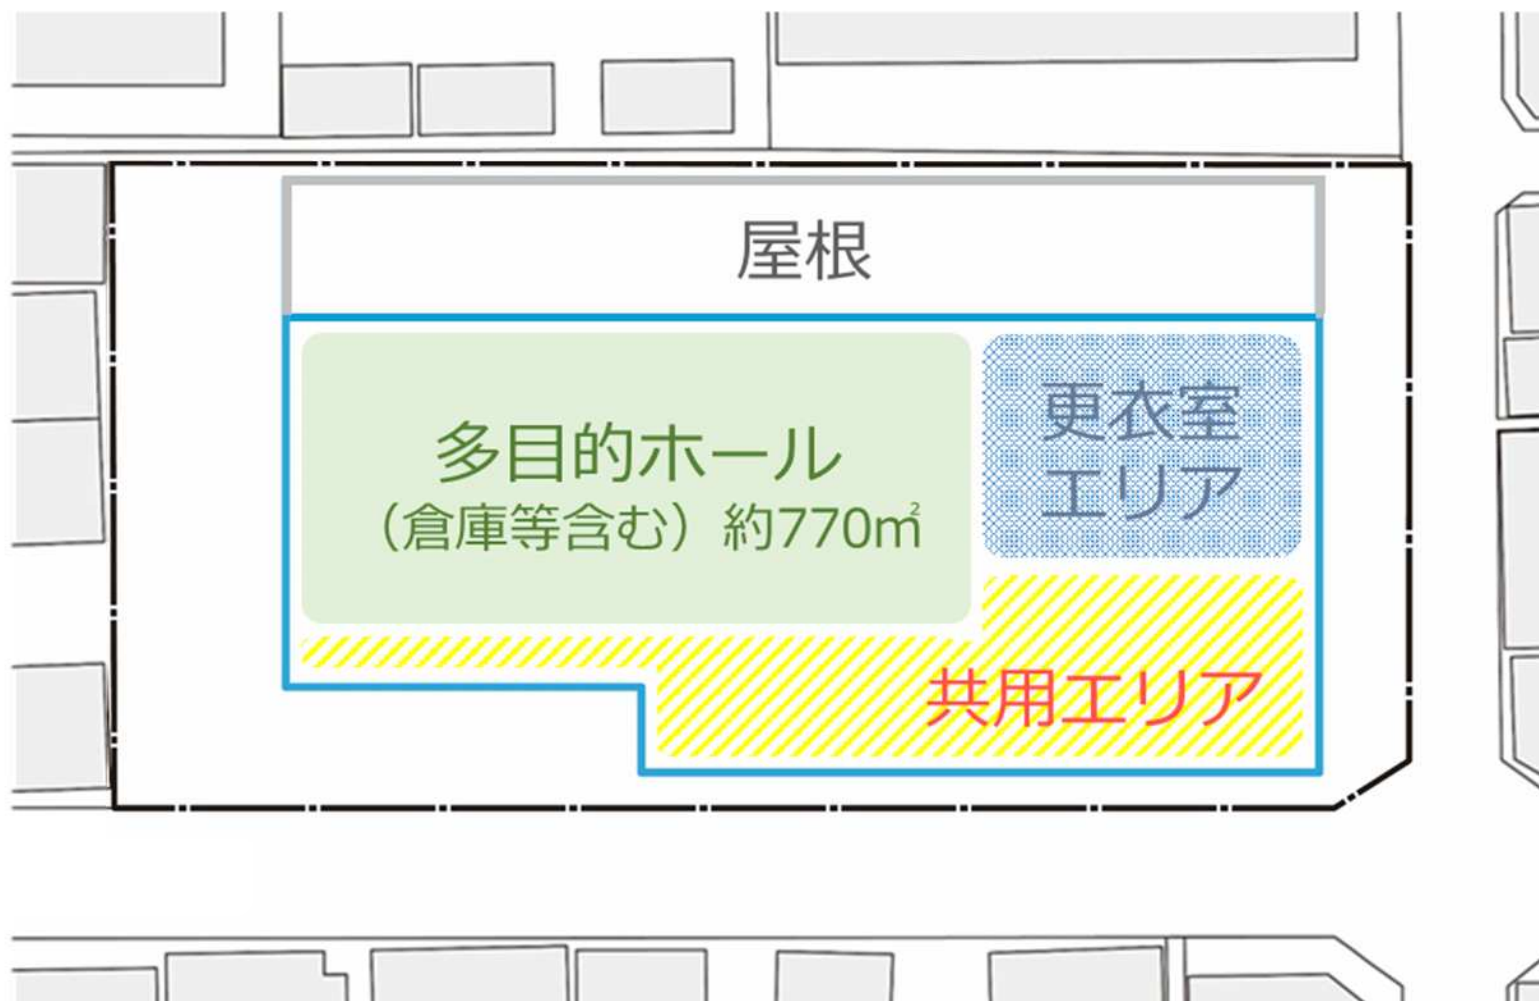 屋根
多目的ホール
（倉庫等含む）約770㎡
更衣室
エリア
共用エリア